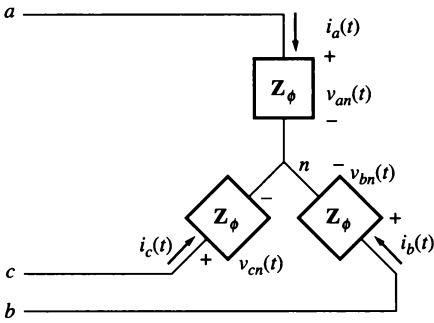 a
i_a(t)
+
Z_ϕ
v_an(t)
−
n
− v_bn(t)
Z_ϕ − Z_ϕ +
i_c(t) + v_cn(t) i_b(t)
c
b